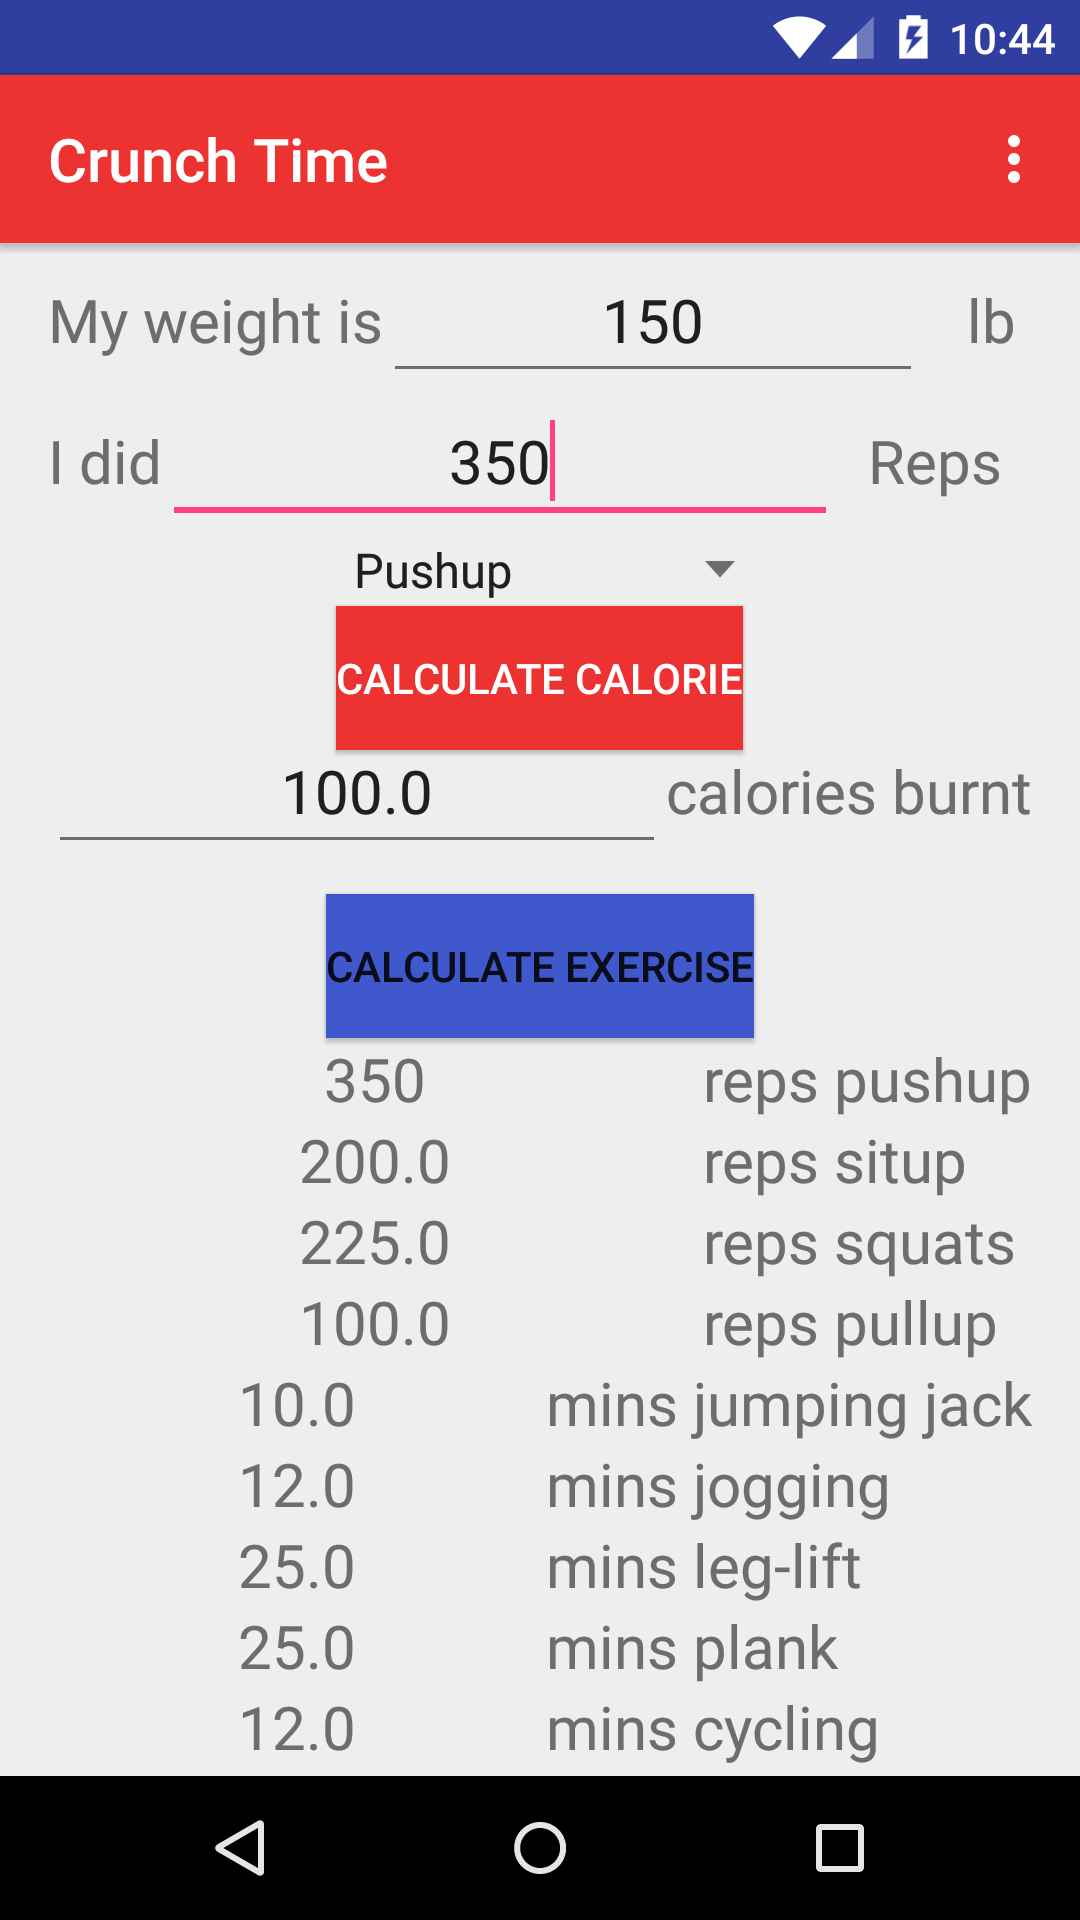 10:44
Crunch Time
My weight is 150 lb
I did 350 Reps
Pushup
CALCULATE CALORIE
100.0 calories burnt
CALCULATE EXERCISE
350 reps pushup
200.0 reps situp
225.0 reps squats
100.0 reps pullup
10.0 mins jumping jack
12.0 mins jogging
25.0 mins leg-lift
25.0 mins plank
12.0 mins cycling